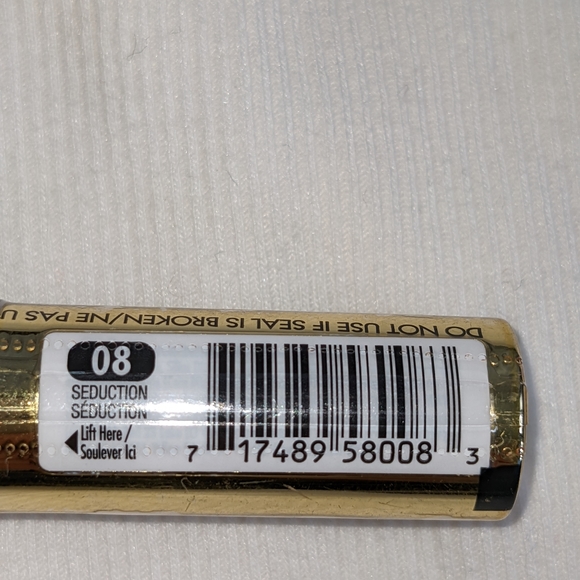 DO NOT USE IF SEAL IS BROKEN/NE PAS U
08
SEDUCTION
SÉDUCTION
Lift Here /
Soulever Ici
7 17489 58008 3